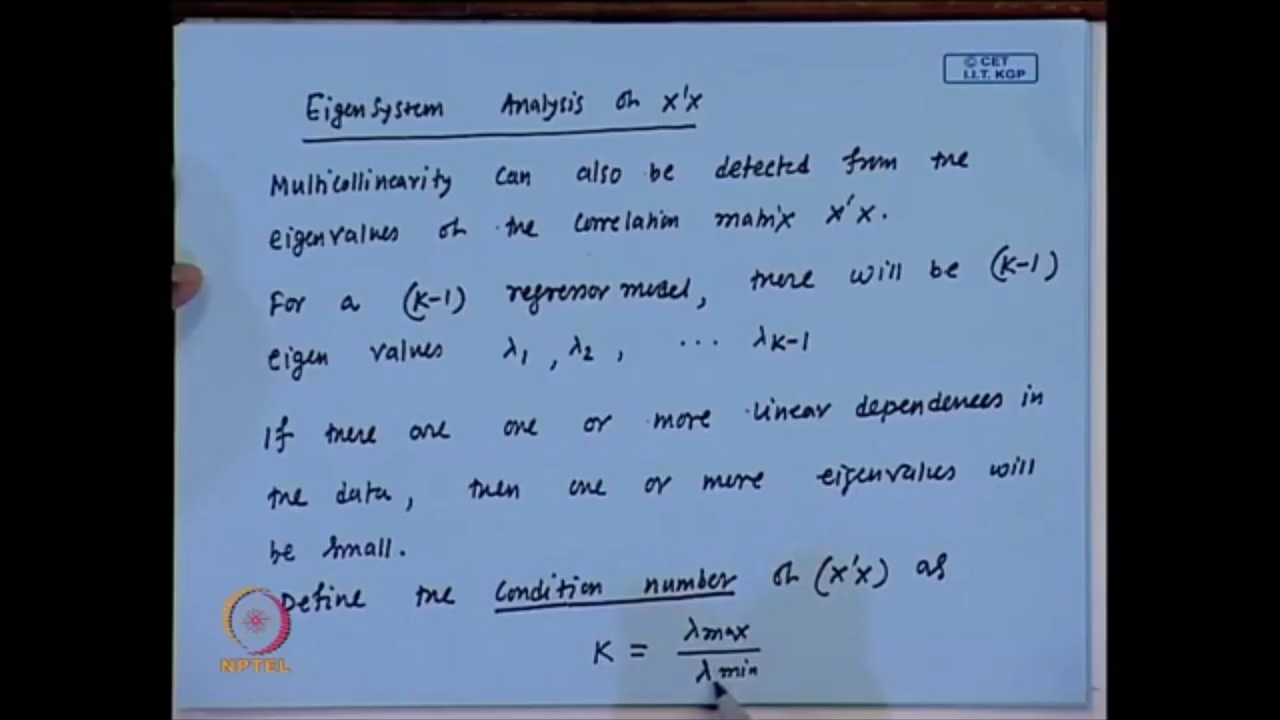 © CET
I.I.T. KGP
Eigen System Analysis of X'X
Multicollinearity can also be detected from the
eigenvalues of the correlation matrix X'X.
For a (K-1) regressor model, there will be (K-1)
eigen values λ1, λ2, ... λK-1
If there are one or more linear dependences in
the data, then one or more eigenvalues will
be small.
Define the condition number of (X'X) as
K = λmax / λmin
NPTEL